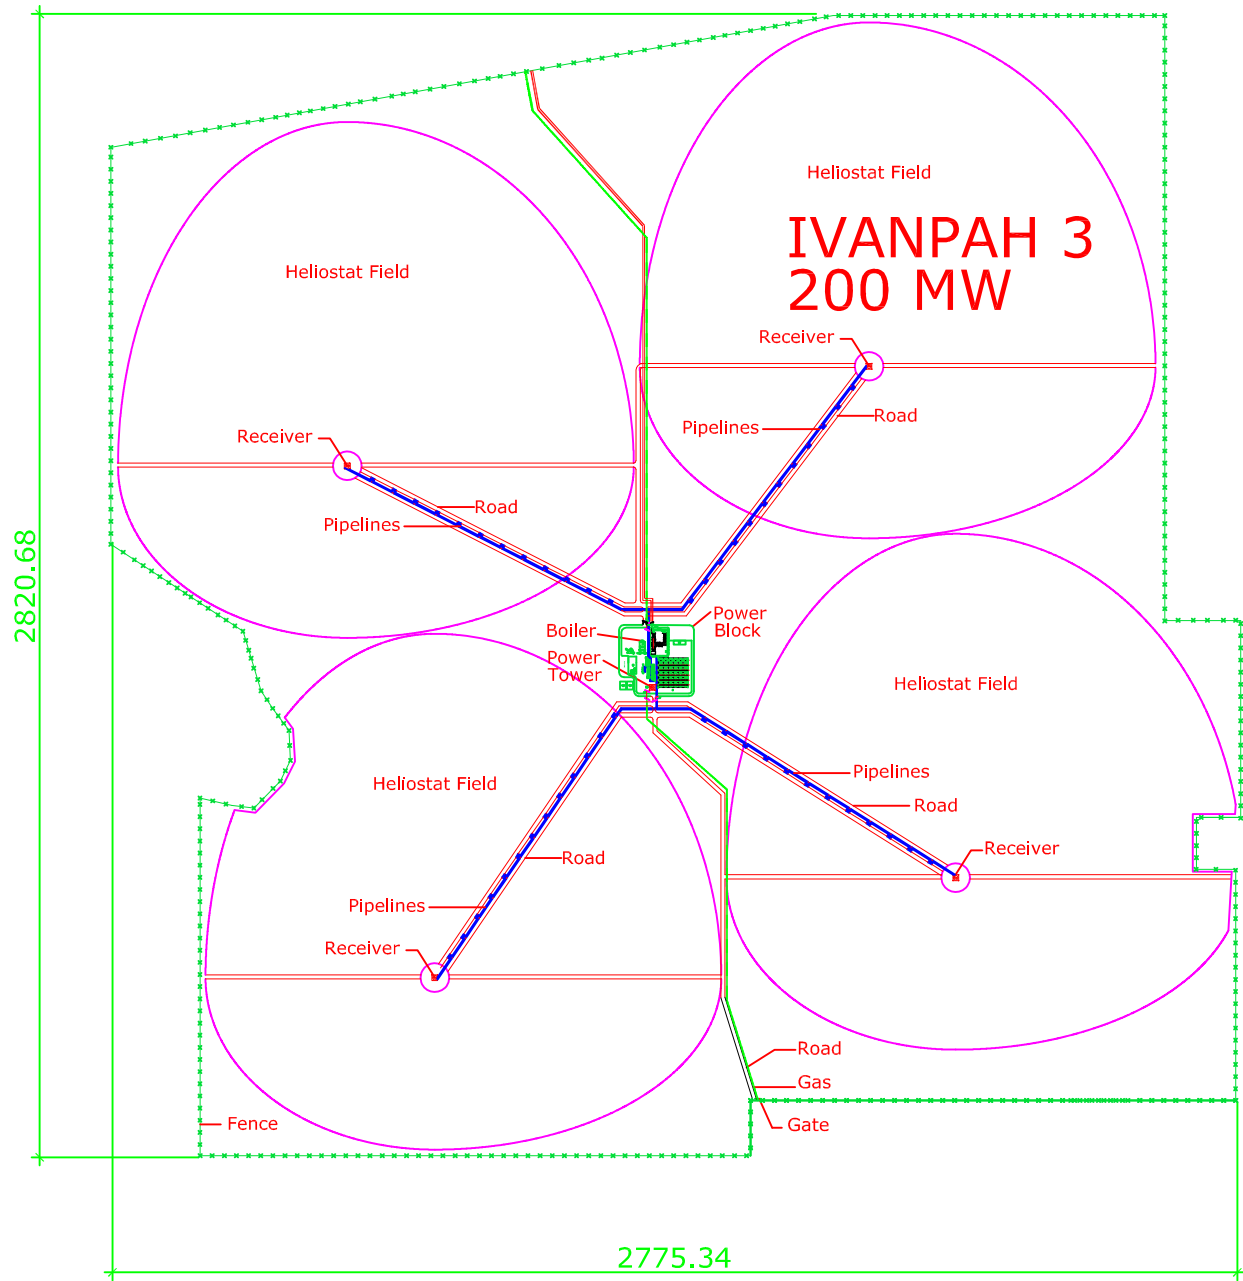 Heliostat Field
IVANPAH 3
200 MW
Heliostat Field
Receiver
Road
Pipelines
Receiver
Road
Pipelines
2820.68
Boiler
Power
Block
Power
Tower
Heliostat Field
Heliostat Field
Pipelines
Road
Receiver
Road
Pipelines
Receiver
Road
Gas
Gate
Fence
2775.34